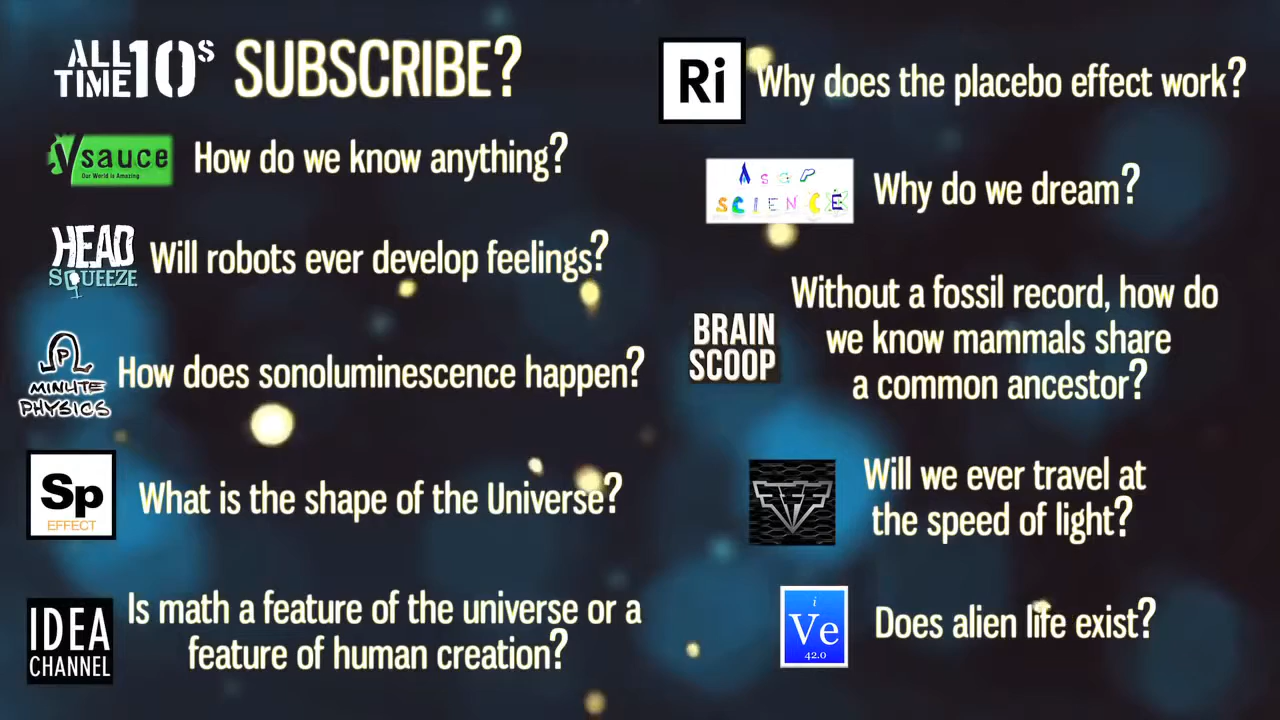 ALL
TIME 10s
SUBSCRIBE?
Vsauce
Our World is Amazing
How do we know anything?
HEAD
SQUEEZE
Will robots ever develop feelings?
P
MINUTE
PHYSICS
How does sonoluminescence happen?
Sp
EFFECT
What is the shape of the Universe?
IDEA
CHANNEL
Is math a feature of the universe or a
feature of human creation?
Ri
Why does the placebo effect work?
ASAP
SCIENCE
Why do we dream?
BRAIN
SCOOP
Without a fossil record, how do
we know mammals share
a common ancestor?
Will we ever travel at
the speed of light?
i
Ve
42.0
Does alien life exist?